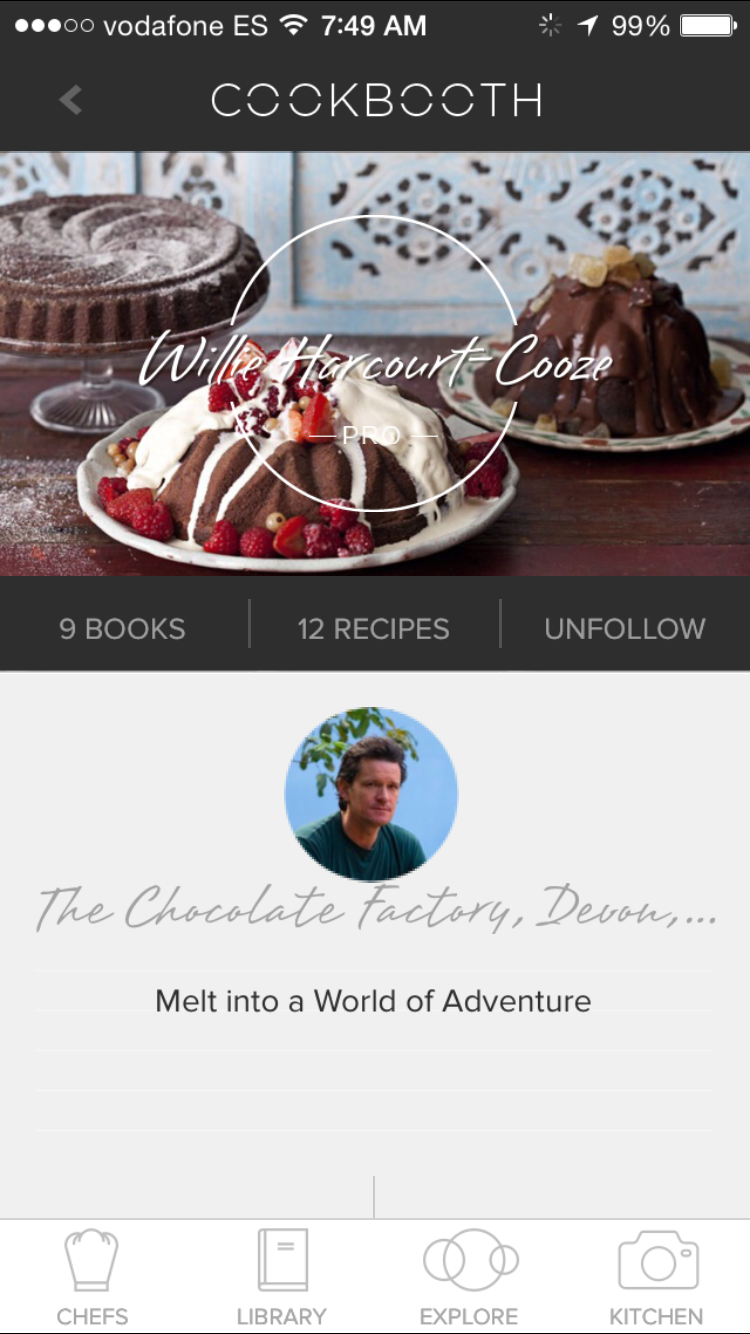 vodafone ES 7:49 AM 99%
COOKBOOTH
Willie Harcourt-Cooze
PRO
9 BOOKS 12 RECIPES UNFOLLOW
The Chocolate Factory, Devon,...
Melt into a World of Adventure
CHEFS LIBRARY EXPLORE KITCHEN